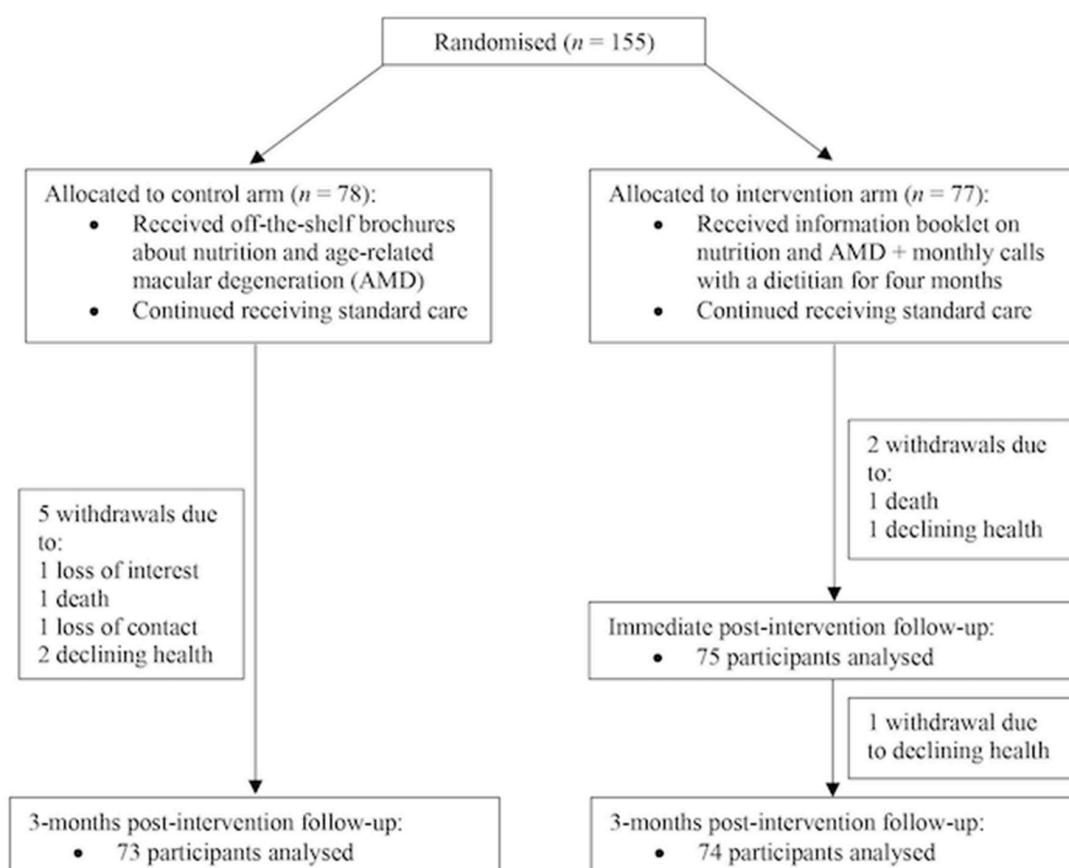 Randomised (n = 155)
Allocated to control arm (n = 78):
• Received off-the-shelf brochures
about nutrition and age-related
macular degeneration (AMD)
• Continued receiving standard care
Allocated to intervention arm (n = 77):
• Received information booklet on
nutrition and AMD + monthly calls
with a dietitian for four months
• Continued receiving standard care
5 withdrawals due
to:
1 loss of interest
1 death
1 loss of contact
2 declining health
2 withdrawals due
to:
1 death
1 declining health
Immediate post-intervention follow-up:
• 75 participants analysed
1 withdrawal due
to declining health
3-months post-intervention follow-up:
• 73 participants analysed
3-months post-intervention follow-up:
• 74 participants analysed